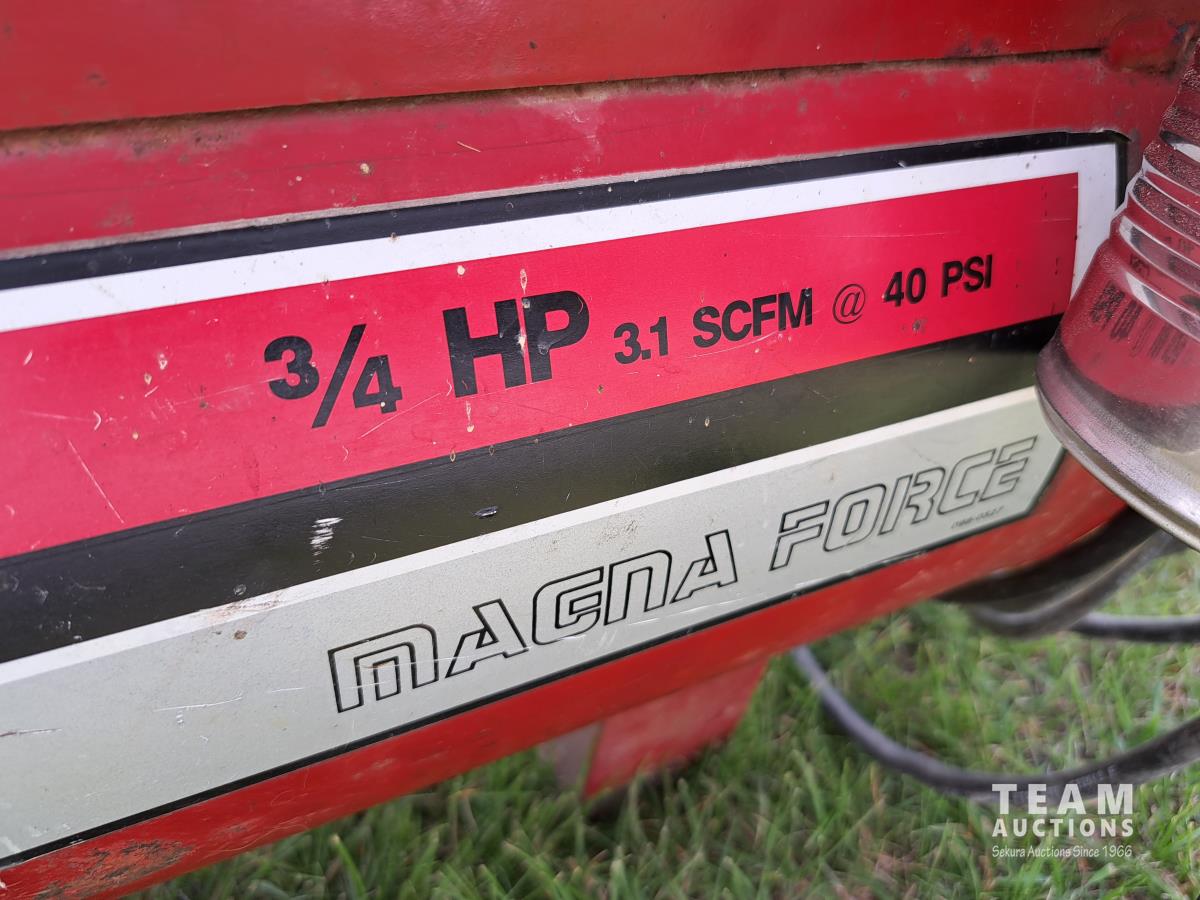 3/4 HP 3.1 SCFM @ 40 PSI
MAGNA FORCE
TEAM
AUCTIONS
Sekura Auctions Since 1966